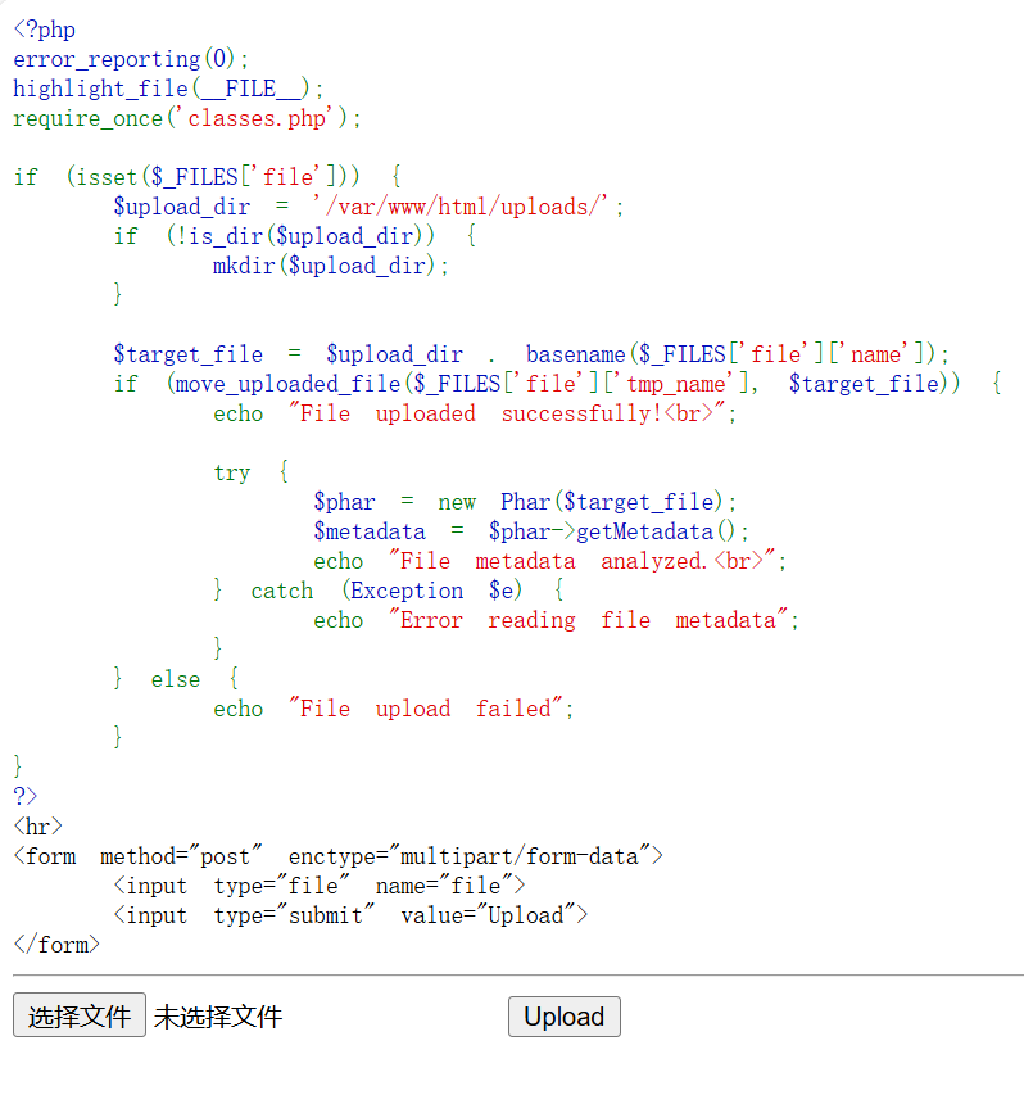 <?php
error_reporting(0);
highlight_file(__FILE__);
require_once('classes.php');
if (isset($_FILES['file'])) {
$upload_dir = '/var/www/html/uploads/';
if (!is_dir($upload_dir)) {
mkdir($upload_dir);
}
$target_file = $upload_dir . basename($_FILES['file']['name']);
if (move_uploaded_file($_FILES['file']['tmp_name'], $target_file)) {
echo "File uploaded successfully!<br>";
try {
$phar = new Phar($target_file);
$metadata = $phar->getMetadata();
echo "File metadata analyzed.<br>";
} catch (Exception $e) {
echo "Error reading file metadata";
}
} else {
echo "File upload failed";
}
}
?>
<hr>
<form method="post" enctype="multipart/form-data">
<input type="file" name="file">
<input type="submit" value="Upload">
</form>
选择文件 未选择文件 Upload